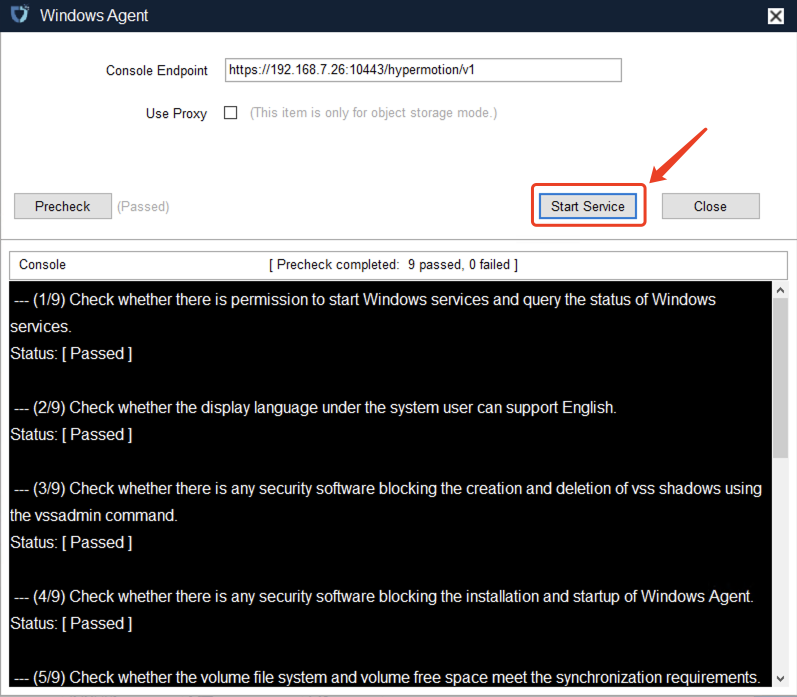 Windows Agent
Console Endpoint https://192.168.7.26:10443/hypermotion/v1
Use Proxy (This item is only for object storage mode.)
Precheck (Passed) Start Service Close
Console [ Precheck completed: 9 passed, 0 failed ]
--- (1/9) Check whether there is permission to start Windows services and query the status of Windows
services.
Status: [ Passed ]
--- (2/9) Check whether the display language under the system user can support English.
Status: [ Passed ]
--- (3/9) Check whether there is any security software blocking the creation and deletion of vss shadows using
the vssadmin command.
Status: [ Passed ]
--- (4/9) Check whether there is any security software blocking the installation and startup of Windows Agent.
Status: [ Passed ]
--- (5/9) Check whether the volume file system and volume free space meet the synchronization requirements.